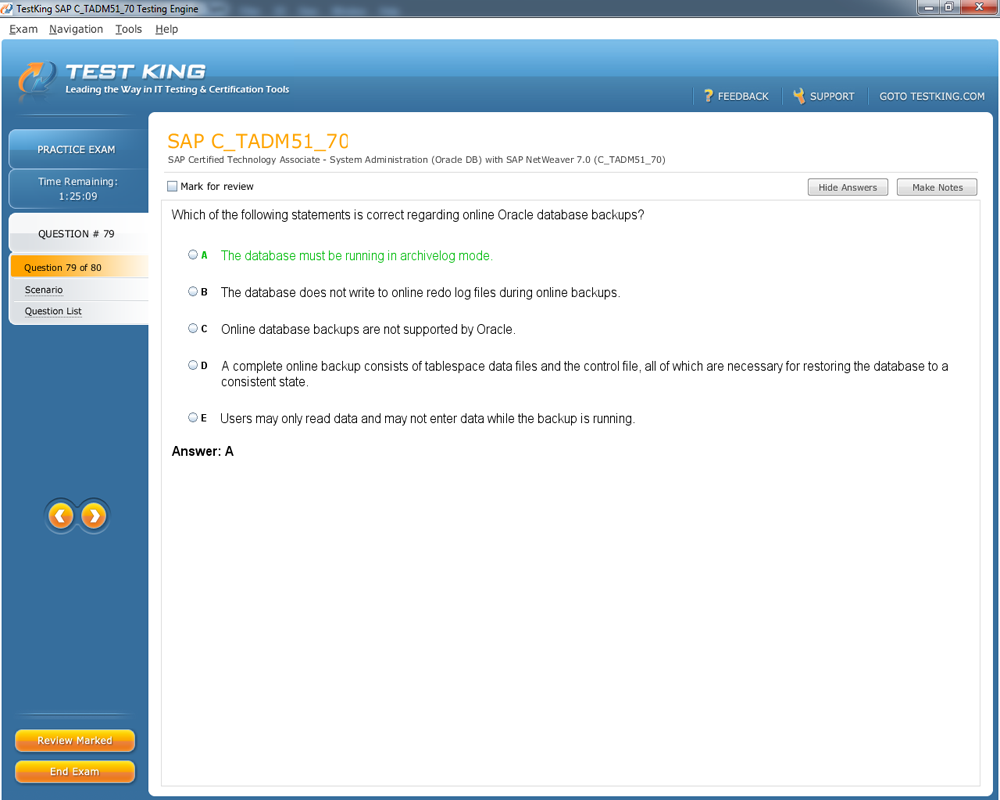 TestKing SAP C_TADM51_70 Testing Engine
Exam Navigation Tools Help
TEST KING
Leading the Way in IT Testing & Certification Tools
? FEEDBACK SUPPORT GOTO TESTKING.COM
PRACTICE EXAM
Time Remaining:
1:25:09
QUESTION # 79
Question 79 of 80
Scenario
Question List
SAP C_TADM51_70
SAP Certified Technology Associate - System Administration (Oracle DB) with SAP NetWeaver 7.0 (C_TADM51_70)
Mark for review
Hide Answers
Make Notes
Which of the following statements is correct regarding online Oracle database backups?
A The database must be running in archivelog mode.
B The database does not write to online redo log files during online backups.
C Online database backups are not supported by Oracle.
D A complete online backup consists of tablespace data files and the control file, all of which are necessary for restoring the database to a
consistent state.
E Users may only read data and may not enter data while the backup is running.
Answer: A
Review Marked
End Exam